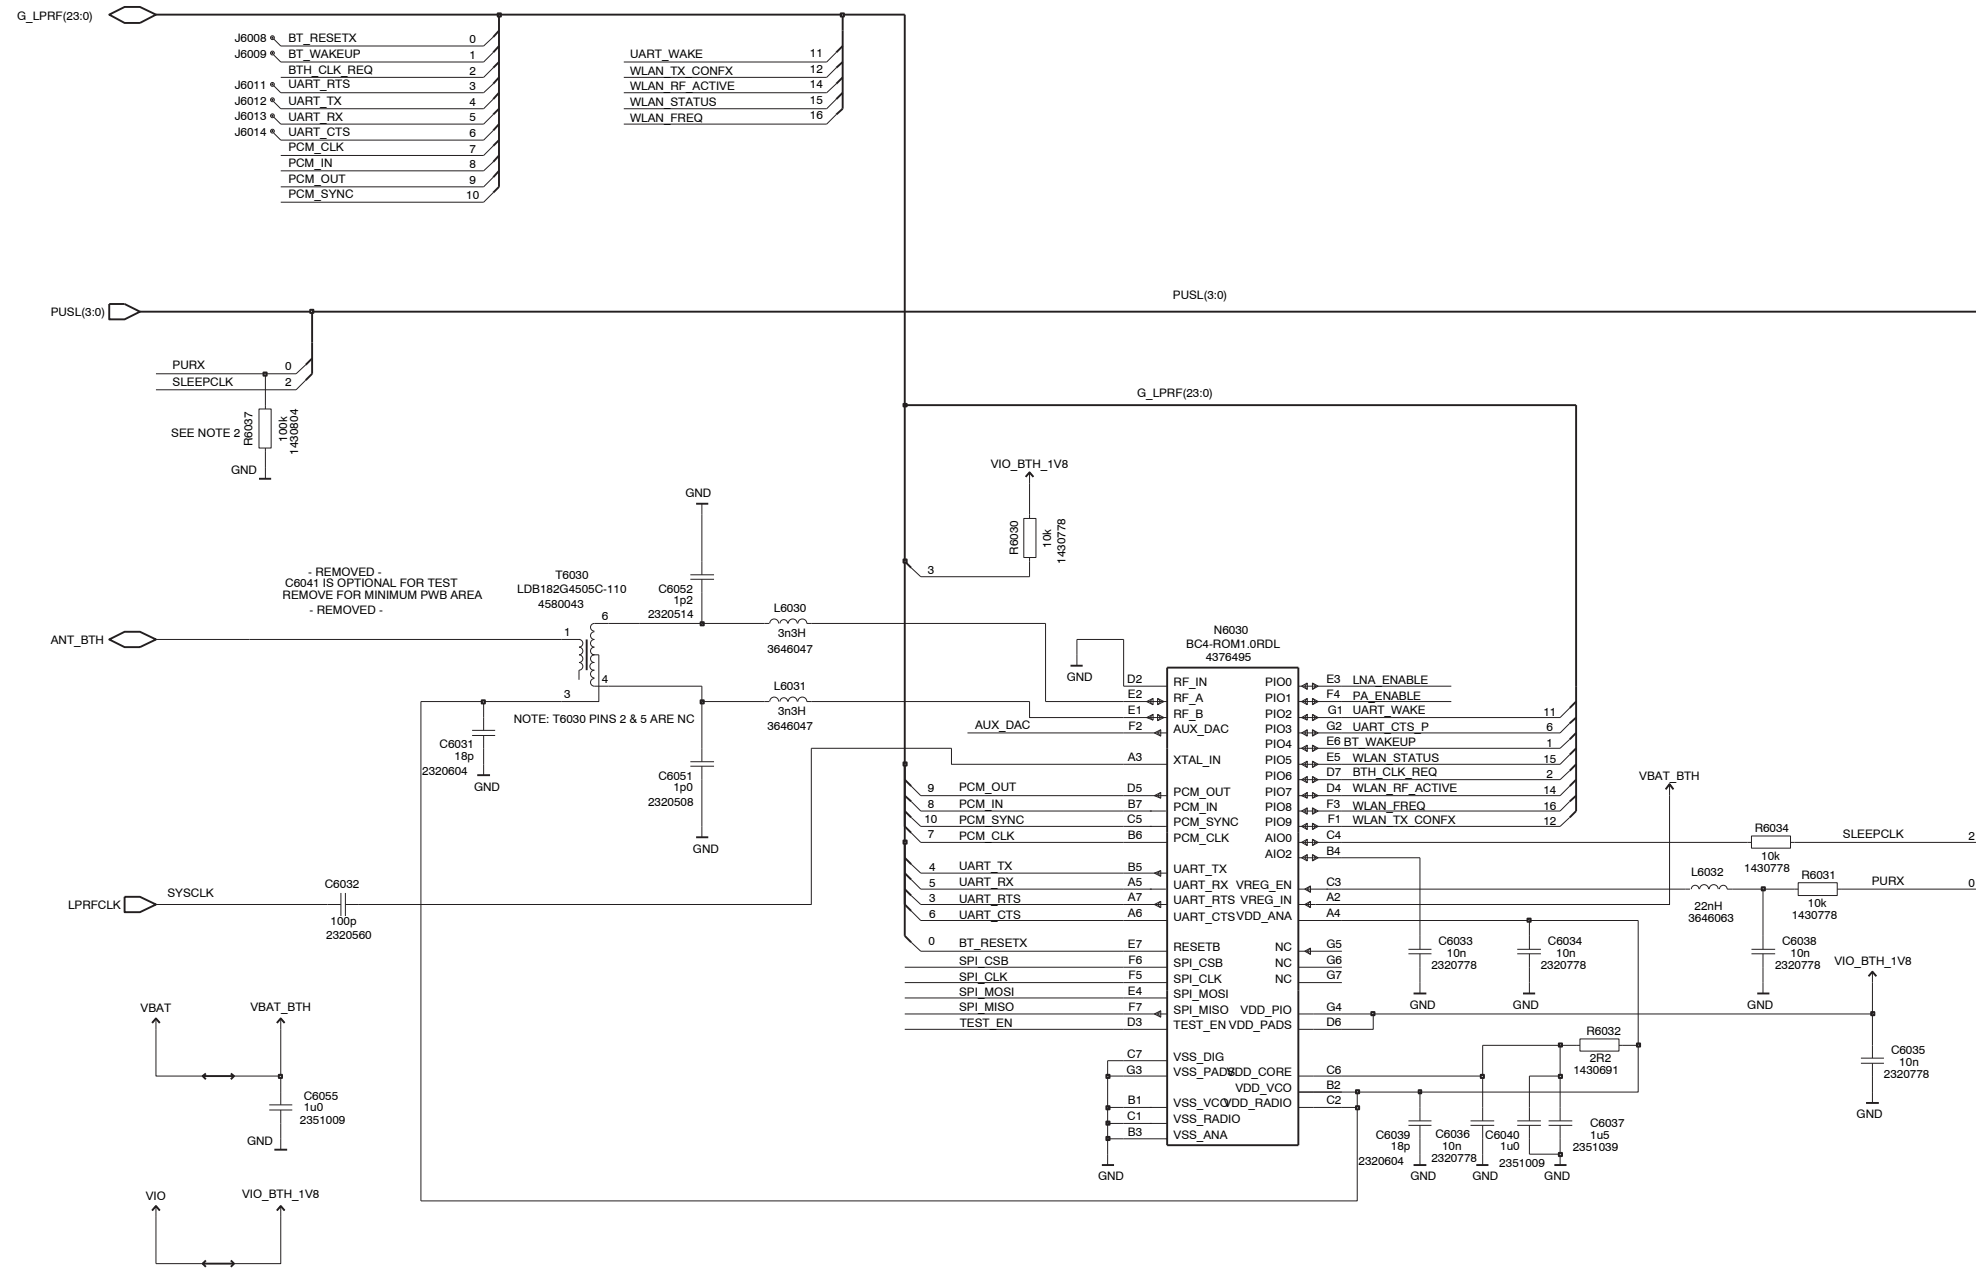 G_LPRF(23:0)
J6008 BT_RESETX 0
J6009 BT_WAKEUP 1
BTH_CLK_REQ 2
J6011 UART_RTS 3
J6012 UART_TX 4
J6013 UART_RX 5
J6014 UART_CTS 6
PCM_CLK 7
PCM_IN 8
PCM_OUT 9
PCM_SYNC 10
UART_WAKE 11
WLAN_TX_CONFX 12
WLAN_RF_ACTIVE 14
WLAN_STATUS 15
WLAN_FREQ 16
PUSL(3:0)
PUSL(3:0)
PURX 0
SLEEPCLK 2
SEE NOTE 2
R6037
100k
1430804
GND
G_LPRF(23:0)
VIO_BTH_1V8
R6030
10k
1430778
3
GND
- REMOVED -
C6041 IS OPTIONAL FOR TEST
REMOVE FOR MINIMUM PWB AREA
- REMOVED -
T6030
LDB182G4505C-110
4580043
C6052
1p2
2320514
L6030
3n3H
3646047
ANT_BTH
1
6
4
3
L6031
3n3H
3646047
NOTE: T6030 PINS 2 & 5 ARE NC
C6031
18p
2320604
GND
C6051
1p0
2320508
GND
LPRFCLK
SYSCLK
C6032
100p
2320560
N6030
BC4-ROM1.0RDL
4376495
GND
D2 RF_IN
E2 RF_A
E1 RF_B
AUX_DAC F2 AUX_DAC
A3 XTAL_IN
9 PCM_OUT D5 PCM_OUT
8 PCM_IN B7 PCM_IN
10 PCM_SYNC C5 PCM_SYNC
7 PCM_CLK B6 PCM_CLK
4 UART_TX B5 UART_TX
5 UART_RX A5 UART_RX
3 UART_RTS A7 UART_RTS
6 UART_CTS A6 UART_CTS
0 BT_RESETX E7 RESETB
SPI_CSB F6 SPI_CSB
SPI_CLK F5 SPI_CLK
SPI_MOSI E4 SPI_MOSI
SPI_MISO F7 SPI_MISO
TEST_EN D3 TEST_EN
C7 VSS_DIG
G3 VSS_PADS
B1 VSS_VCO
C1 VSS_RADIO
B3 VSS_ANA
GND
PIO0 E3 LNA_ENABLE
PIO1 F4 PA_ENABLE
PIO2 G1 UART_WAKE 11
PIO3 G2 UART_CTS_P 6
PIO4 E6 BT_WAKEUP 1
PIO5 E5 WLAN_STATUS 15
PIO6 D7 BTH_CLK_REQ 2
PIO7 D4 WLAN_RF_ACTIVE 14
PIO8 F3 WLAN_FREQ 16
PIO9 F1 WLAN_TX_CONFX 12
AIO0 C4
AIO2 B4
VREG_EN C3
VREG_IN A2
VDD_ANA A4
NC G5
NC G6
NC G7
VDD_PIO G4
VDD_PADS D6
VDD_CORE C6
VDD_VCO B2
VDD_RADIO C2
VBAT_BTH
R6034
10k
1430778
SLEEPCLK 2
L6032
22nH
3646063
R6031
10k
1430778
PURX 0
C6033
10n
2320778
GND
C6034
10n
2320778
GND
C6038
10n
2320778
GND
VIO_BTH_1V8
R6032
2R2
1430691
C6035
10n
2320778
GND
C6039
18p
2320604
GND
C6036
10n
2320778
GND
C6040
1u0
2351009
C6037
1u5
2351039
GND
VBAT
VBAT_BTH
C6055
1u0
2351009
GND
VIO
VIO_BTH_1V8